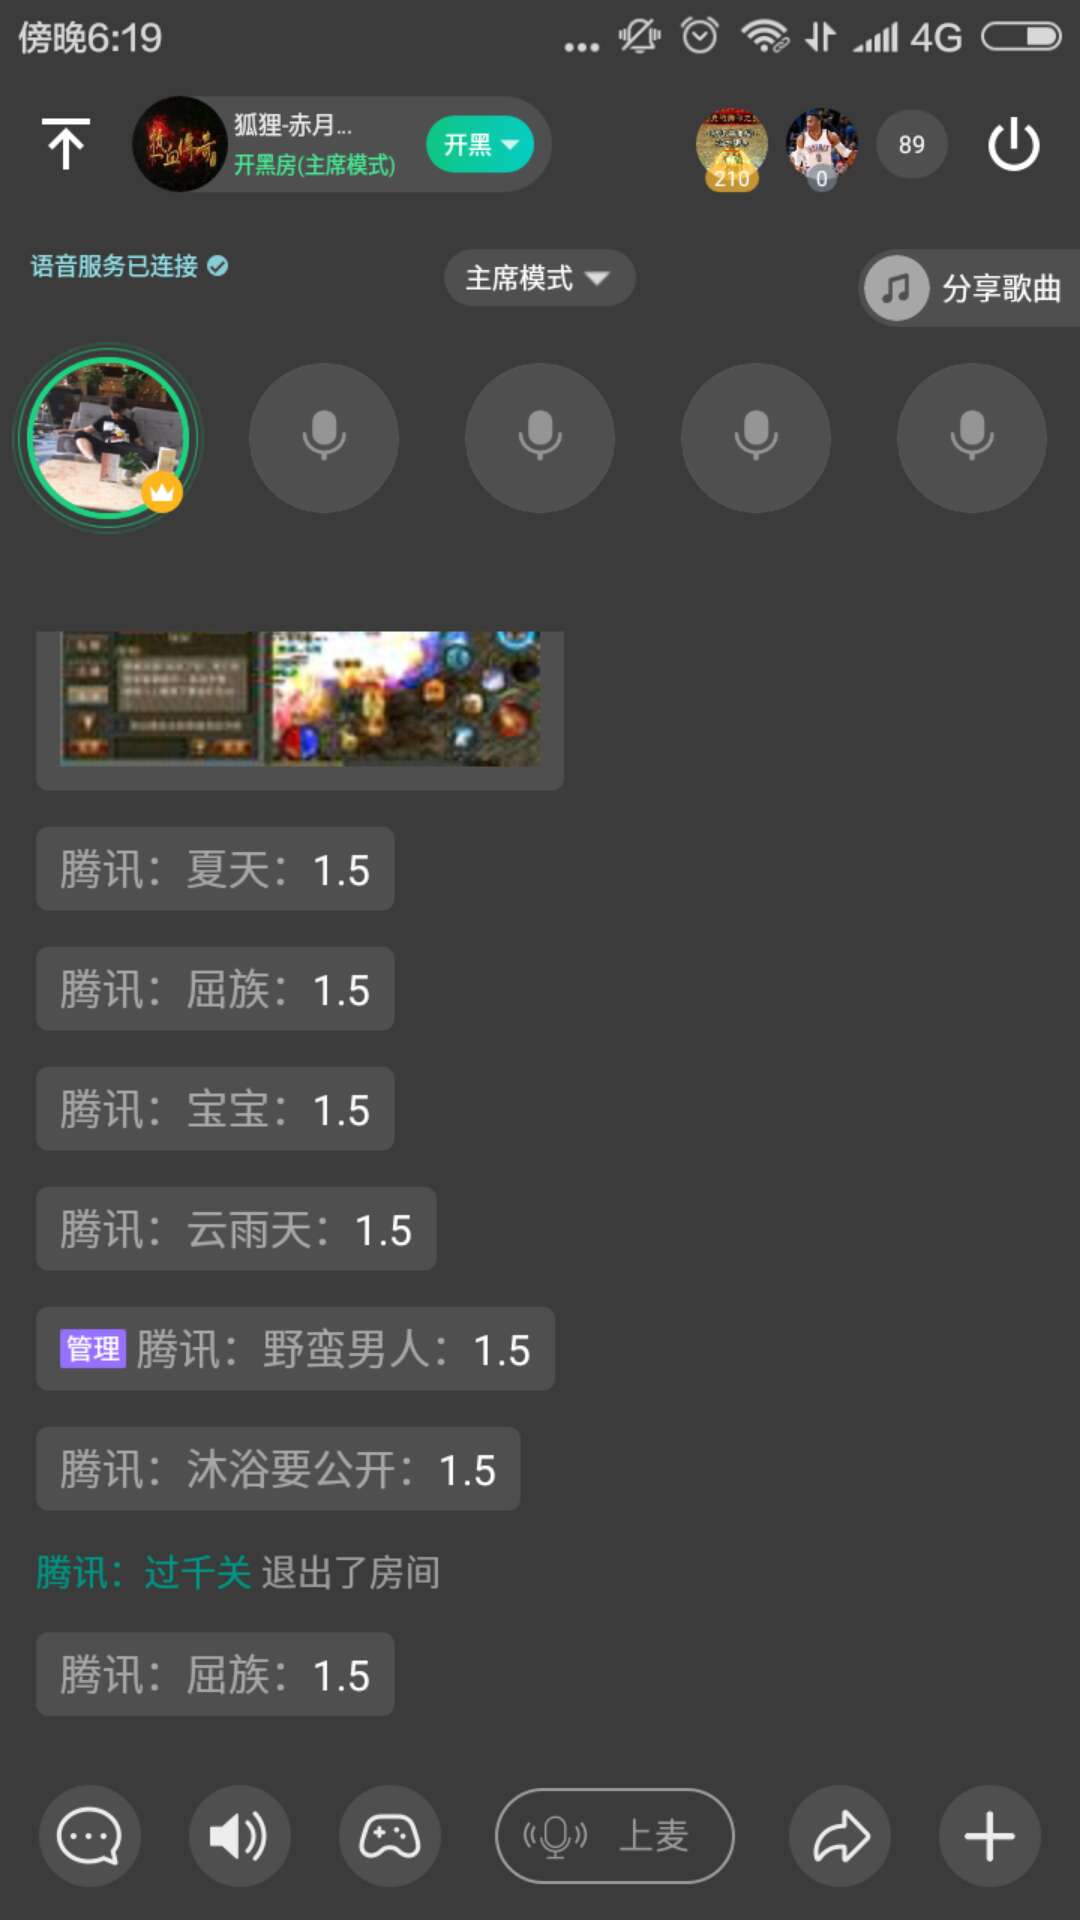 傍晚6:19
4G
热血传奇
狐狸-赤月...
开黑房(主席模式)
开黑
210
0
89
语音服务已连接
主席模式
分享歌曲
腾讯：夏天：1.5
腾讯：屈族：1.5
腾讯：宝宝：1.5
腾讯：云雨天：1.5
管理 腾讯：野蛮男人：1.5
腾讯：沐浴要公开：1.5
腾讯：过千关 退出了房间
腾讯：屈族：1.5
上麦